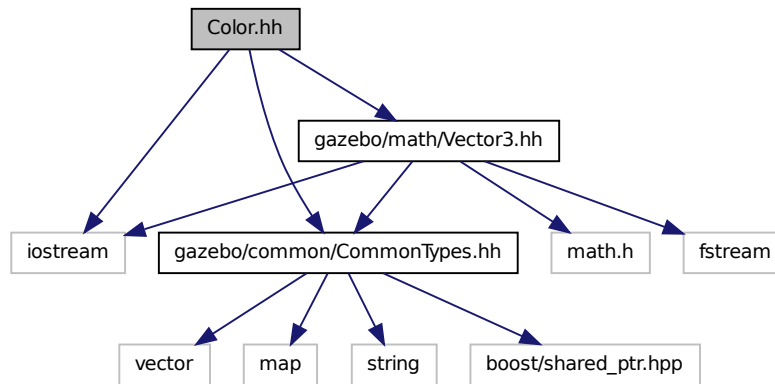 Color.hh
gazebo/math/Vector3.hh
iostream
gazebo/common/CommonTypes.hh
math.h
fstream
vector
map
string
boost/shared_ptr.hpp